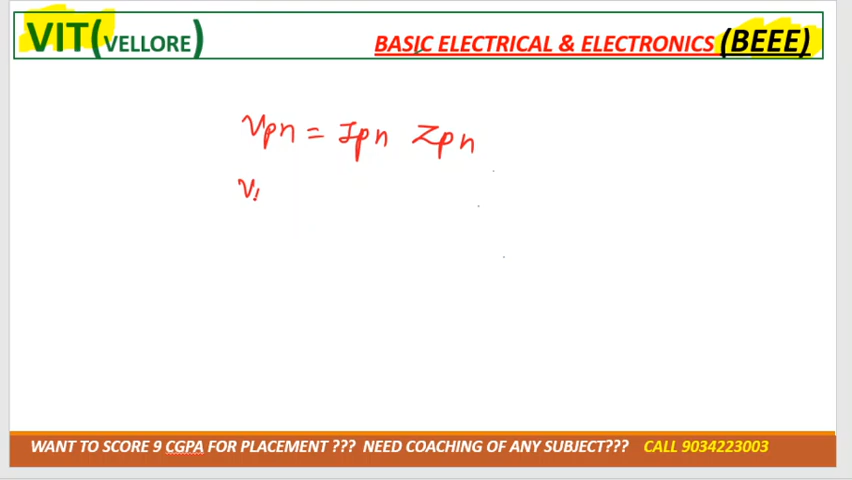 VIT(VELLORE)
BASIC ELECTRICAL & ELECTRONICS (BEEE)
Vpn = Ipn Zpn
WANT TO SCORE 9 CGPA FOR PLACEMENT ??? NEED COACHING OF ANY SUBJECT??? CALL 9034223003